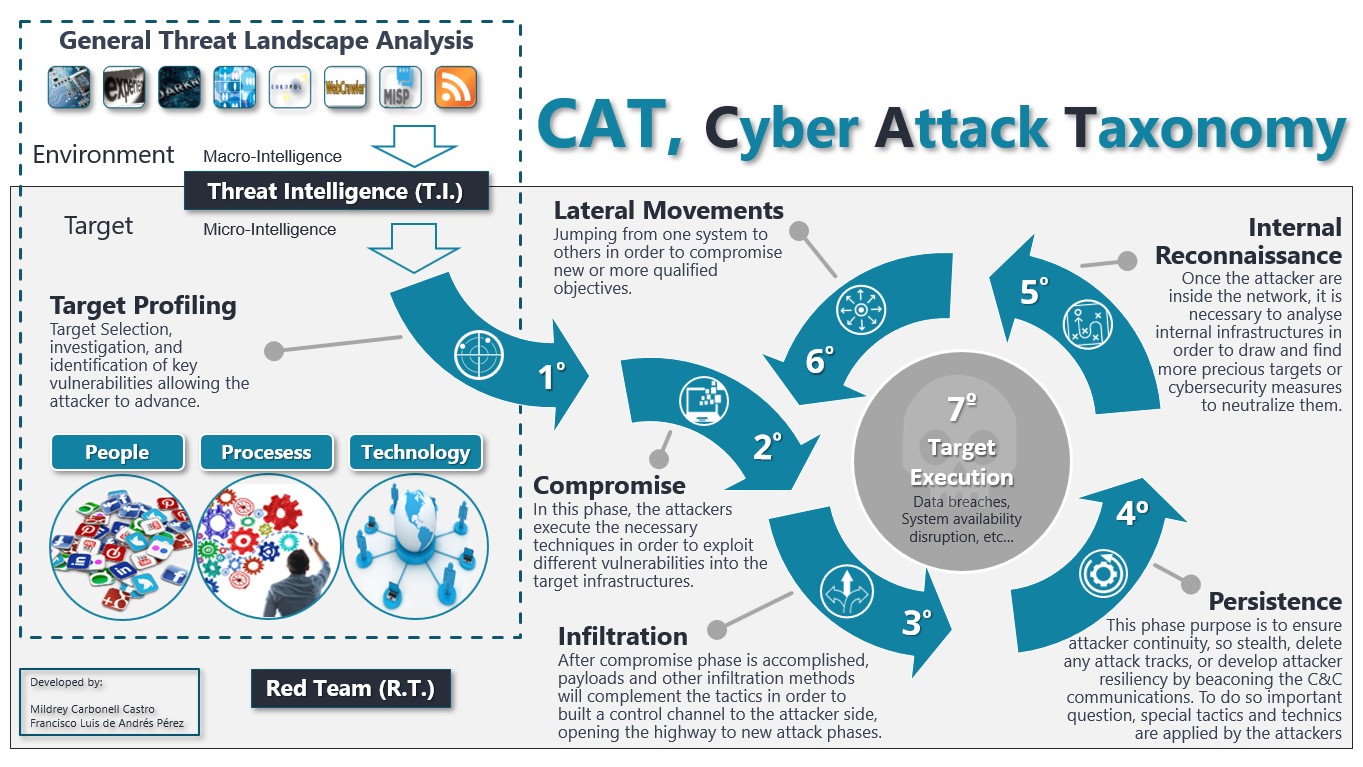 General Threat Landscape Analysis
DARKN
EUROPOL
WebCrawler
MISP
CAT, Cyber Attack Taxonomy
Environment
Macro-Intelligence
Threat Intelligence (T.I.)
Target
Micro-Intelligence
Target Profiling
Target Selection,
investigation, and
identification of key
vulnerabilities allowing the
attacker to advance.
1º
People
Procesess
Technology
Compromise
In this phase, the attackers
execute the necessary
techniques in order to exploit
different vulnerabilities into the
target infrastructures.
2º
Infiltration
After compromise phase is accomplished,
payloads and other infiltration methods
will complement the tactics in order to
built a control channel to the attacker side,
opening the highway to new attack phases.
3º
Persistence
This phase purpose is to ensure
attacker continuity, so stealth, delete
any attack tracks, or develop attacker
resiliency by beaconing the C&C
communications. To do so important
question, special tactics and technics
are applied by the attackers
4º
Internal
Reconnaissance
Once the attacker are
inside the network, it is
necessary to analyse
internal infrastructures in
order to draw and find
more precious targets or
cybersecurity measures
to neutralize them.
5º
Lateral Movements
Jumping from one system to
others in order to compromise
new or more qualified
objectives.
6º
7º
Target
Execution
Data breaches,
System availability
disruption, etc...
Red Team (R.T.)
Developed by:
Mildrey Carbonell Castro
Francisco Luis de Andrés Pérez